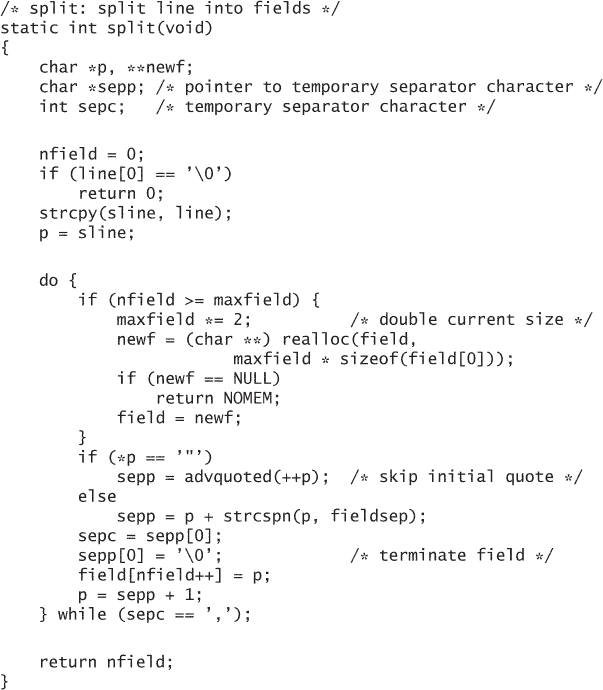 /* split: split line into fields */
static int split(void)
{
    char *p, **newf;
    char *sepp; /* pointer to temporary separator character */
    int sepc;   /* temporary separator character */

    nfield = 0;
    if (line[0] == ’\0’)
        return 0;
    strcpy(sline, line);
    p = sline;

    do {
        if (nfield >= maxfield) {
            maxfield *= 2;          /* double current size */
            newf = (char **) realloc(field,
                        maxfield * sizeof(field[0]));
            if (newf == NULL)
                return NOMEM;
            field = newf;
        }
        if (*p == '"’)
            sepp = advquoted(++p);  /* skip initial quote */
        else
            sepp = p + strcspn(p, fieldsep);
        sepc = sepp[0];
        sepp[0] = ’\0’;             /* terminate field */
        field[nfield++] = p;
        p = sepp + 1;
    } while (sepc == ’,’);

    return nfield;
}